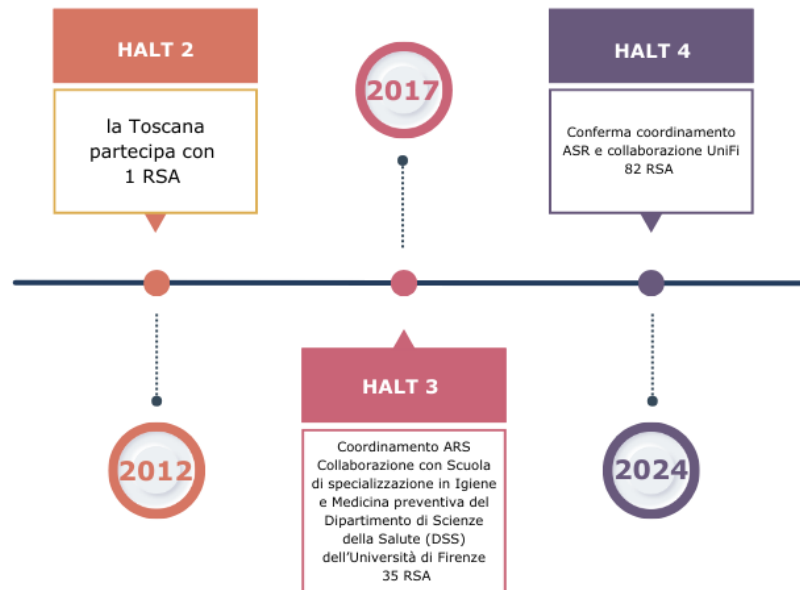 HALT 2
la Toscana
partecipa con
1 RSA
2012
2017
HALT 3
Coordinamento ARS
Collaborazione con Scuola
di specializzazione in Igiene
e Medicina preventiva del
Dipartimento di Scienze
della Salute (DSS)
dell’Università di Firenze
35 RSA
HALT 4
Conferma coordinamento
ASR e collaborazione UniFi
82 RSA
2024